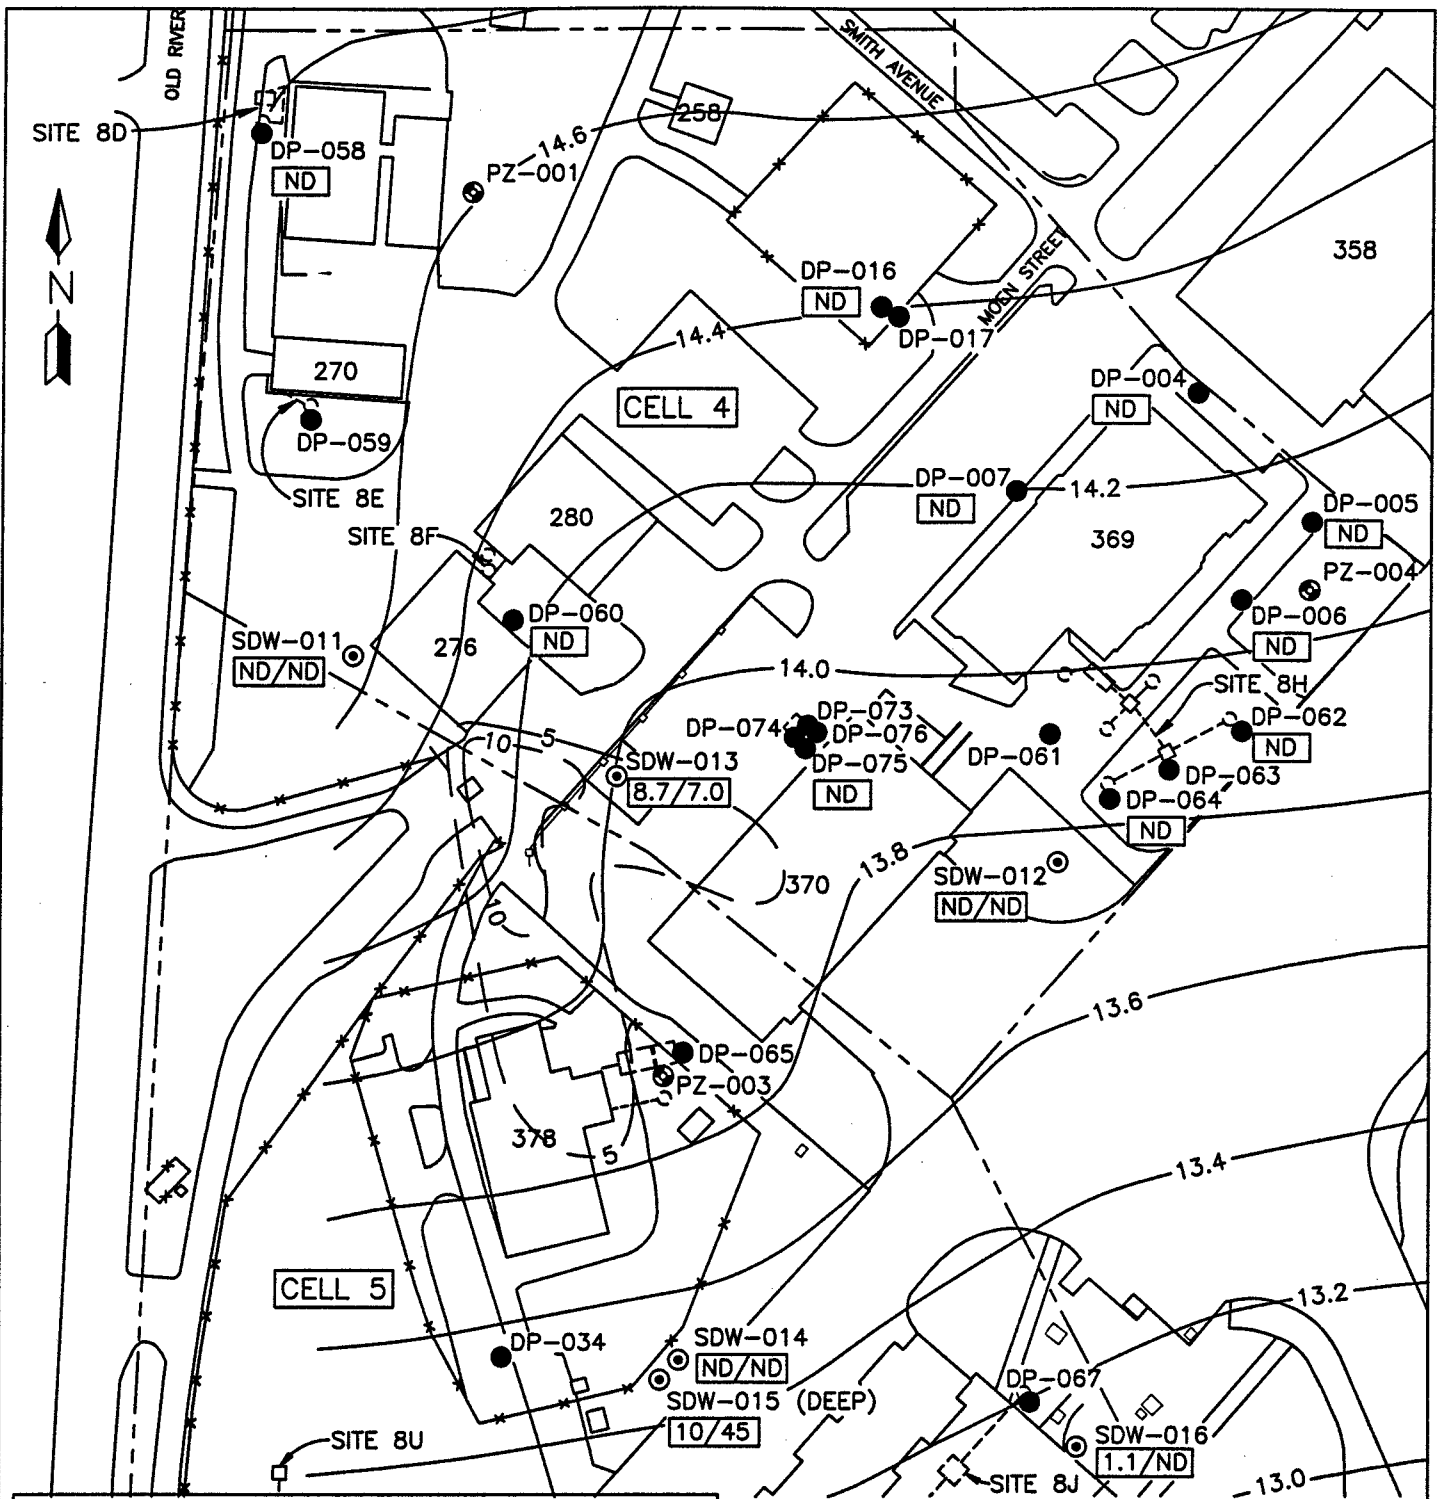 OLD RIVER
SMITH AVENUE
SITE 8D
DP-058
ND
14.6
PZ-001
258
N
358
DP-016
ND
MOEN STREET
DP-017
14.4
270
CELL 4
DP-004
ND
DP-059
SITE 8E
DP-007
ND
14.2
DP-005
ND
280
SITE 8F
369
PZ-004
DP-060
ND
DP-006
ND
SDW-011
ND/ND
276
14.0
SITE 8H
DP-073
DP-074
DP-076
DP-075
ND
DP-062
ND
10
5
SDW-013
8.7/7.0
DP-061
DP-063
DP-064
ND
13.8
370
SDW-012
ND/ND
10
13.6
DP-065
PZ-003
378
5
13.4
CELL 5
13.2
DP-034
SDW-014
ND/ND
DP-067
SDW-015 (DEEP)
10/45
SITE 8U
SDW-016
1.1/ND
SITE 8J
13.0